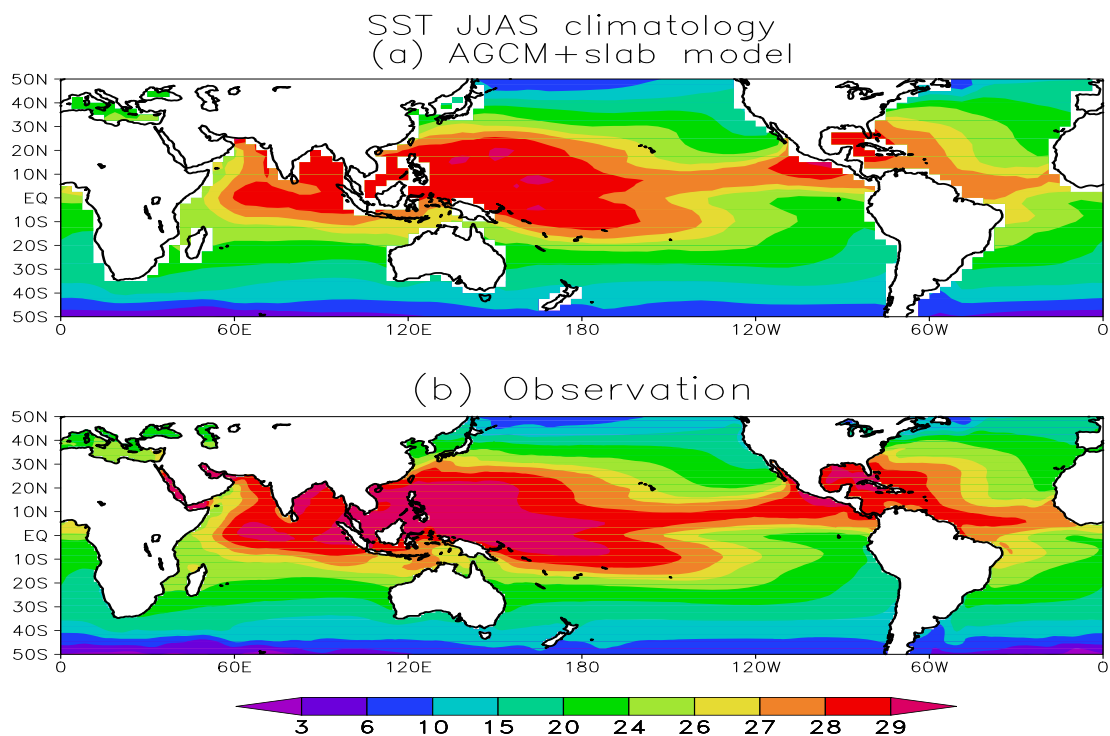 SST JJAS climatology
(a) AGCM+slab model
50N
40N
30N
20N
10N
EQ
10S
20S
30S
40S
50S
0 60E 120E 180 120W 60W 0
(b) Observation
50N
40N
30N
20N
10N
EQ
10S
20S
30S
40S
50S
0 60E 120E 180 120W 60W 0
3 6 10 15 20 24 26 27 28 29